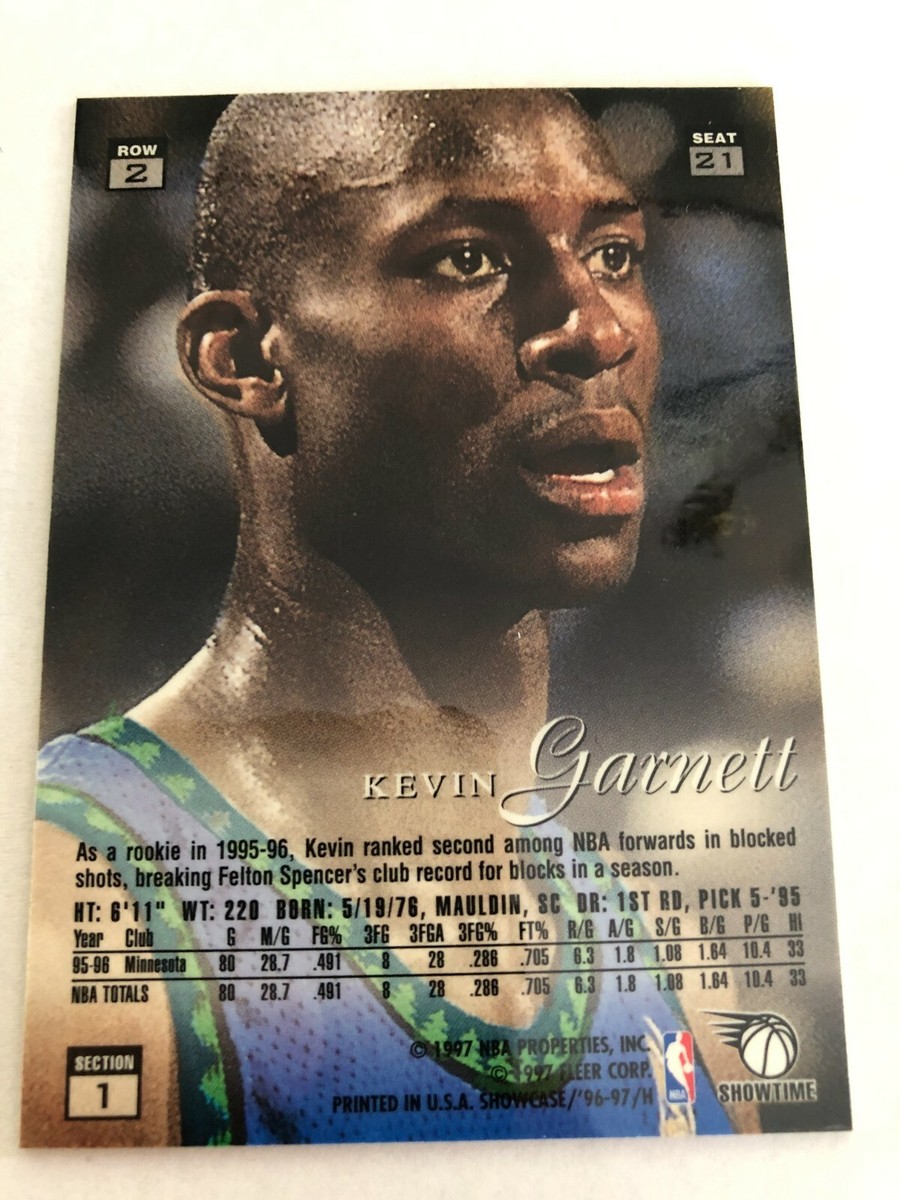 ROW
2
SEAT
21
KEVIN Garnett
As a rookie in 1995-96, Kevin ranked second among NBA forwards in blocked
shots, breaking Felton Spencer's club record for blocks in a season.
HT: 6'11" WT: 220 BORN: 5/19/76, MAULDIN, SC DR: 1ST RD, PICK 5-'95
Year Club G M/G FG% 3FG 3FGA 3FG% FT% R/G A/G S/G B/G P/G HI
95-96 Minnesota 80 28.7 .491 8 28 .286 .705 6.3 1.8 1.08 1.64 10.4 33
NBA TOTALS 80 28.7 .491 8 28 .286 .705 6.3 1.8 1.08 1.64 10.4 33
SECTION
1
© 1997 NBA PROPERTIES, INC.
© 1997 FLEER CORP.
PRINTED IN U.S.A. SHOWCASE/'96-97/H
NBA
SHOWTIME